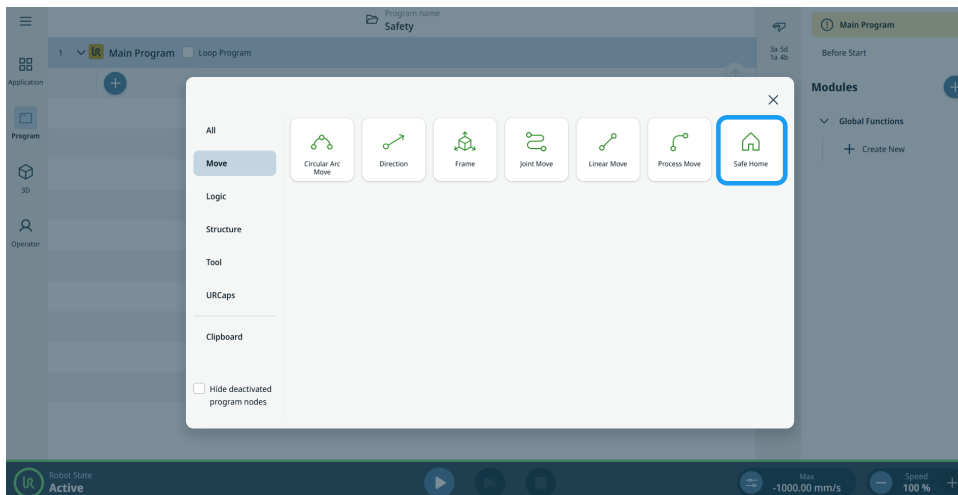 Program name
Safety
1 Main Program Loop Program
3a 5d
1a 4b
Main Program
Before Start
Modules
Global Functions
Create New
Application
Program
3D
Operator
All
Move
Logic
Structure
Tool
URCaps
Clipboard
Hide deactivated
program nodes
Circular Arc
Move
Direction
Frame
Joint Move
Linear Move
Process Move
Safe Home
UR
Robot State
Active
Max
-1000.00 mm/s
Speed
100 %